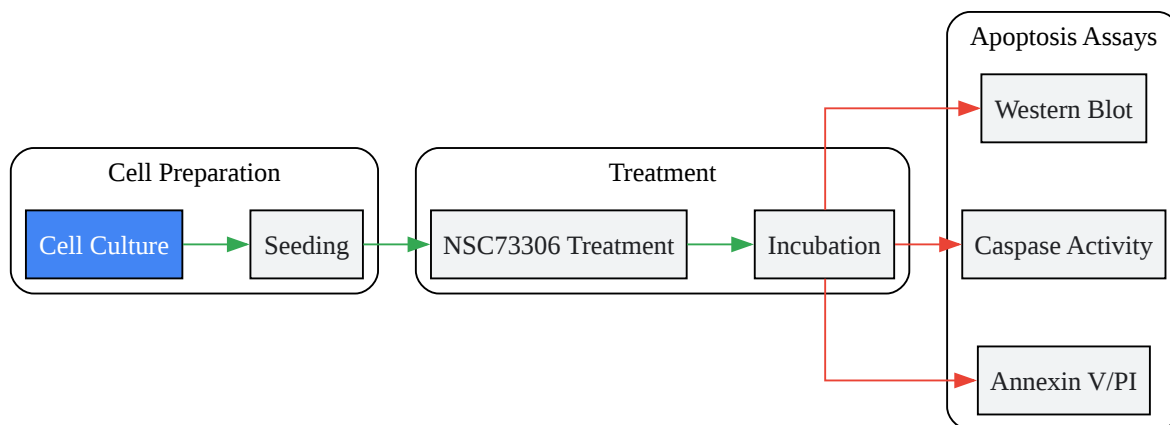 Apoptosis Assays
Western Blot
Cell Preparation
Treatment
Cell Culture
Seeding
NSC73306 Treatment
Incubation
Caspase Activity
Annexin V/PI